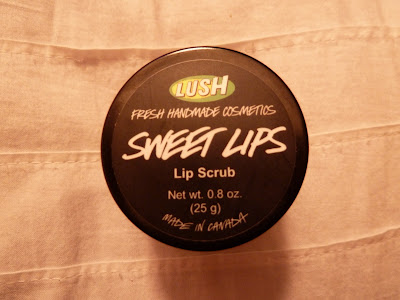 LUSH
FRESH HANDMADE COSMETICS
SWEET LIPS
Lip Scrub
Net wt. 0.8 oz.
(25 g)
MADE IN CANADA